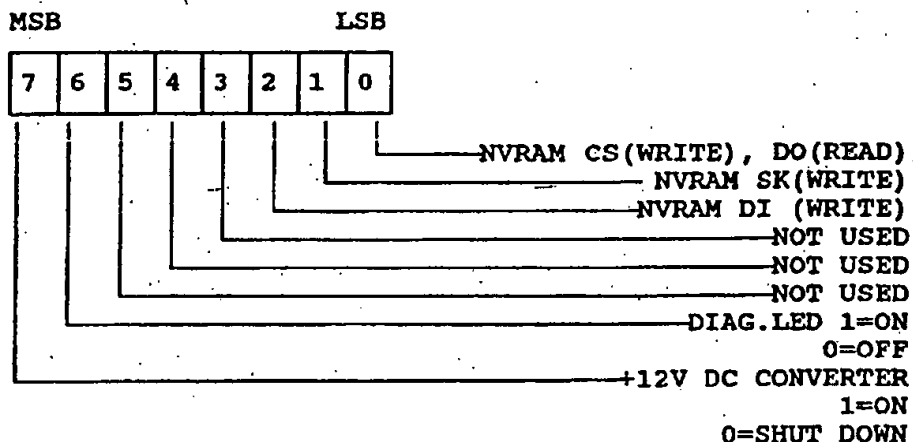 MSB LSB
7 6 5 4 3 2 1 0
NVRAM CS(WRITE), DO(READ)
NVRAM SK(WRITE)
NVRAM DI (WRITE)
NOT USED
NOT USED
NOT USED
DIAG.LED 1=ON
0=OFF
+12V DC CONVERTER
1=ON
0=SHUT DOWN